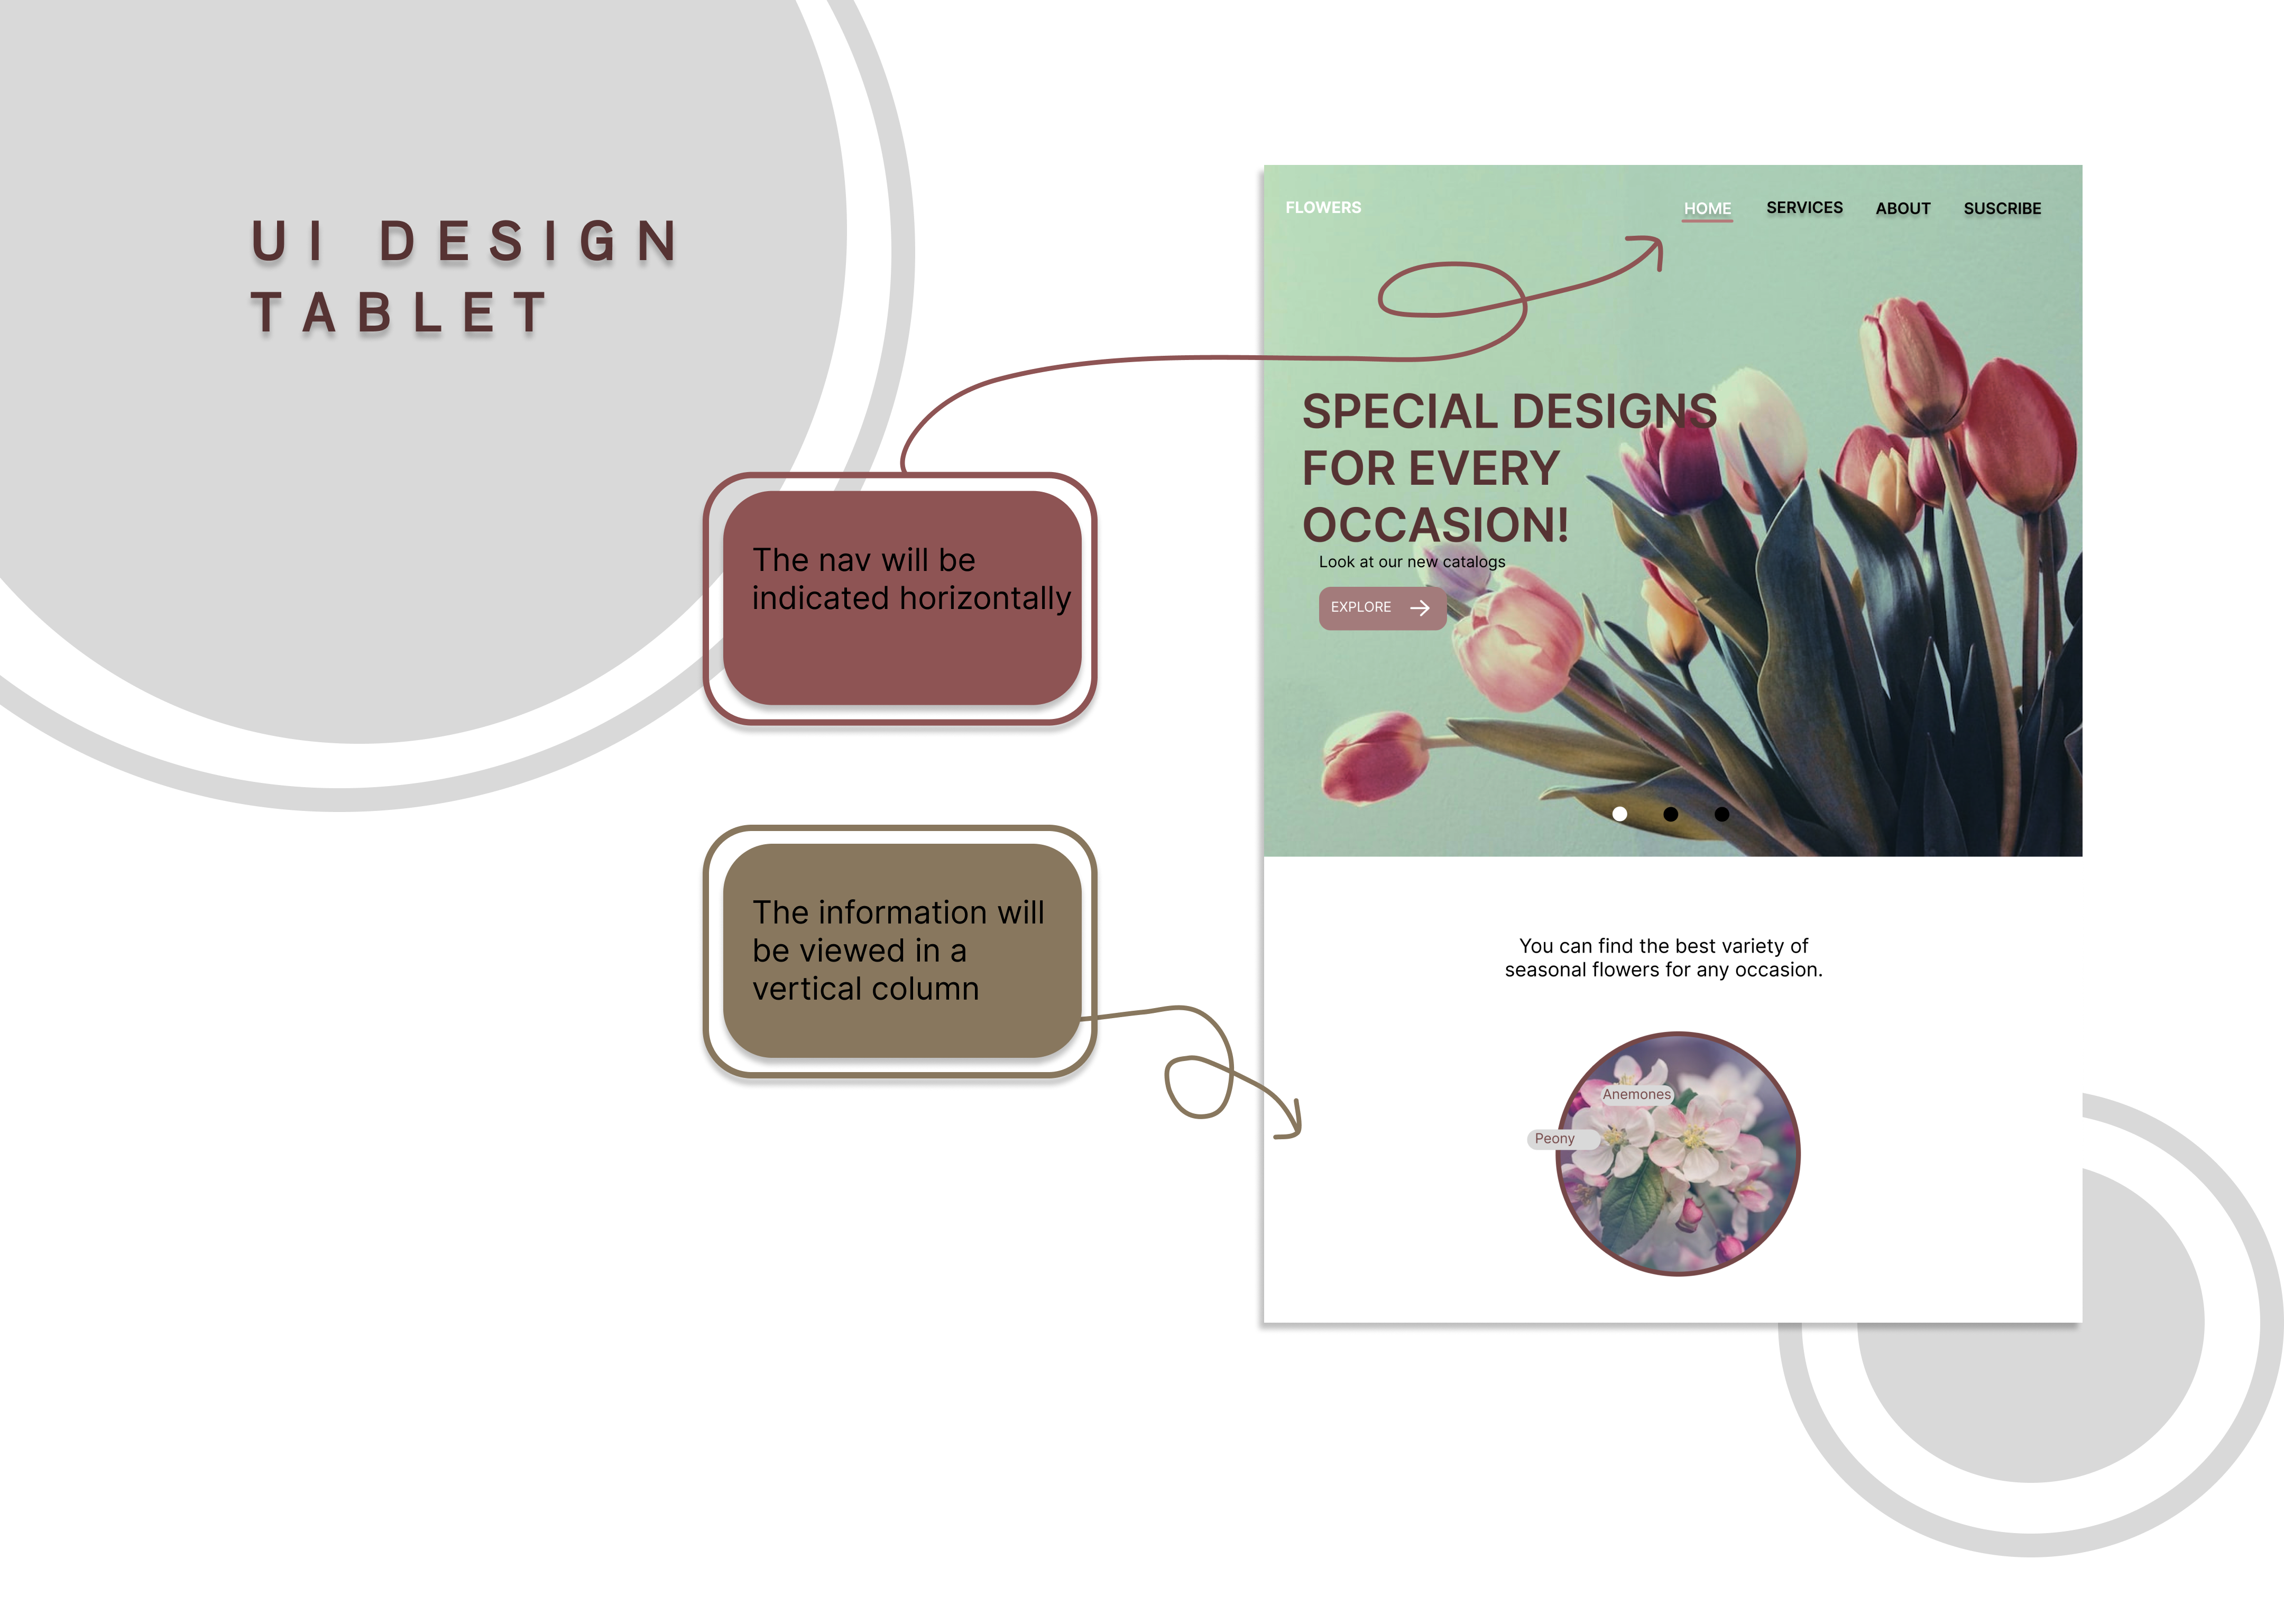 UI DESIGN
TABLET
The nav will be
indicated horizontally
The information will
be viewed in a
vertical column
FLOWERS HOME SERVICES ABOUT SUSCRIBE
SPECIAL DESIGNS
FOR EVERY
OCCASION!
Look at our new catalogs
EXPLORE
You can find the best variety of
seasonal flowers for any occasion.
Anemones
Peony